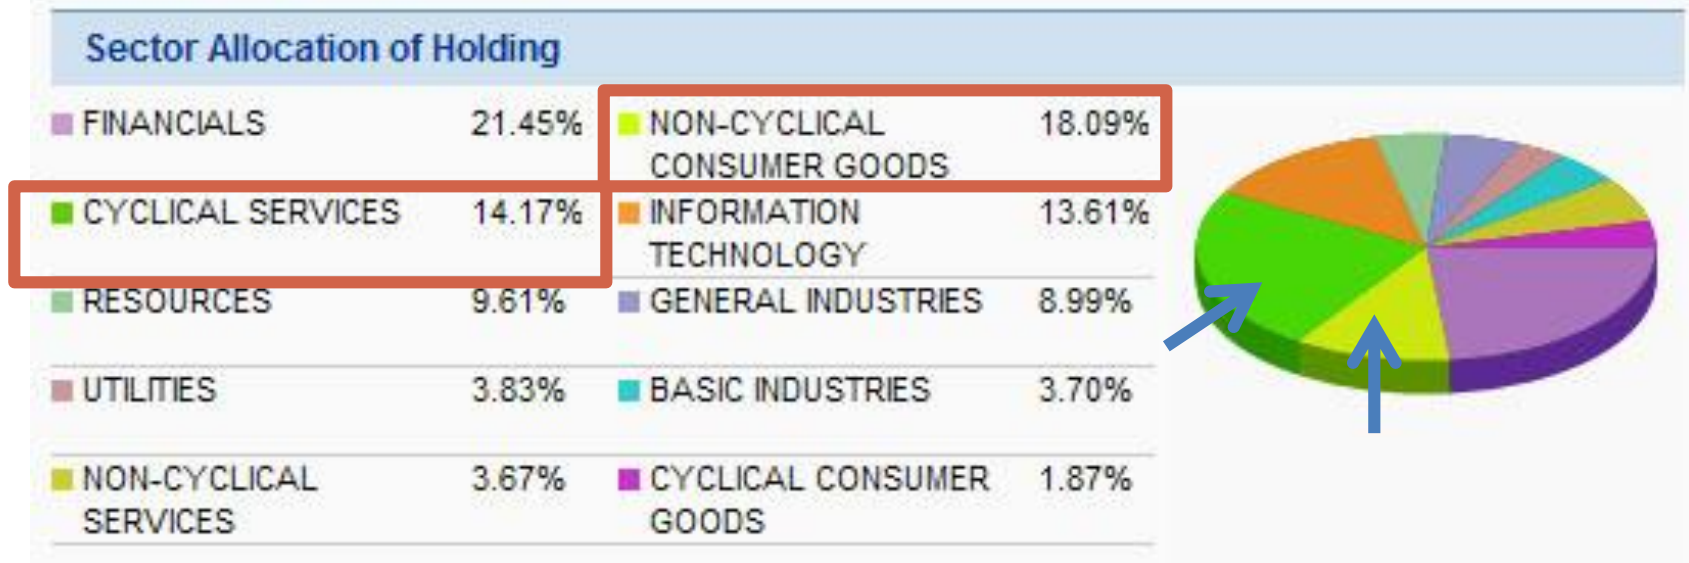 Sector Allocation of Holding
FINANCIALS 21.45% NON-CYCLICAL 18.09%
CONSUMER GOODS
CYCLICAL SERVICES 14.17% INFORMATION 13.61%
TECHNOLOGY
RESOURCES 9.61% GENERAL INDUSTRIES 8.99%
UTILITIES 3.83% BASIC INDUSTRIES 3.70%
NON-CYCLICAL 3.67% CYCLICAL CONSUMER 1.87%
SERVICES GOODS